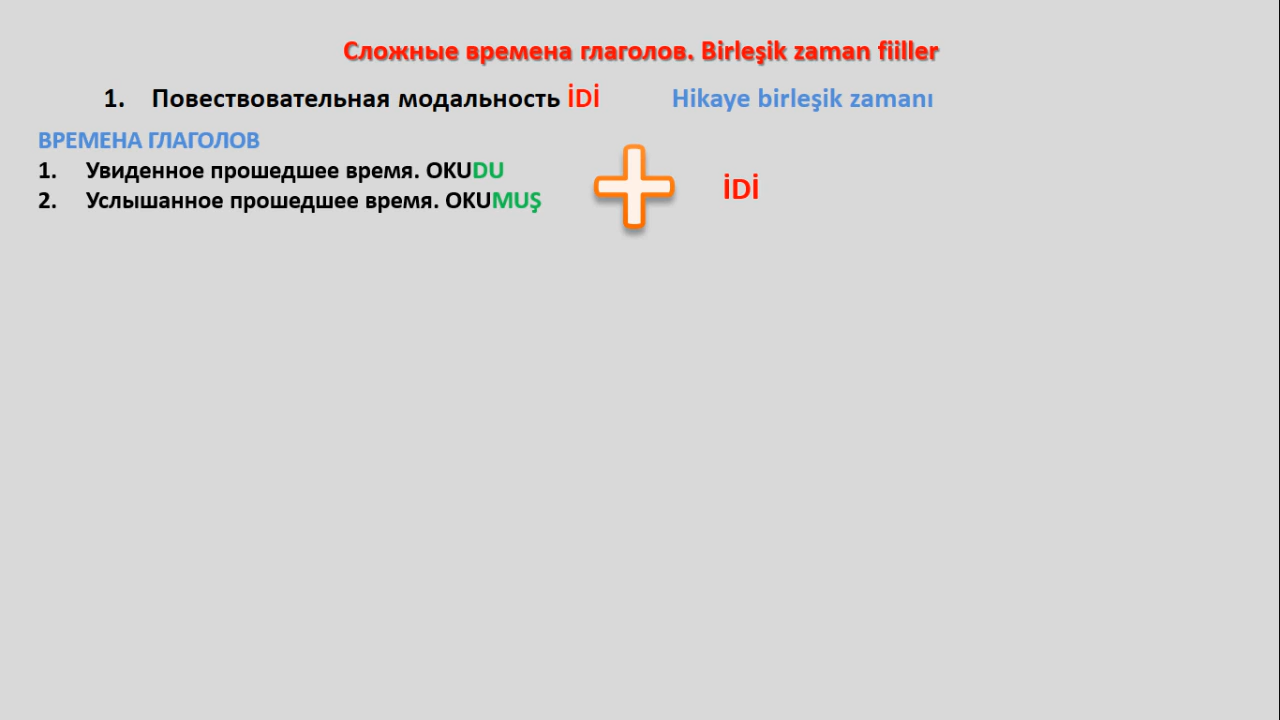 Сложные времена глаголов. Birleşik zaman fiiller
1. Повествовательная модальность İDİ Hikaye birleşik zamanı
ВРЕМЕНА ГЛАГОЛОВ
1. Увиденное прошедшее время. OKUDU
2. Услышанное прошедшее время. OKUMUŞ
İDİ